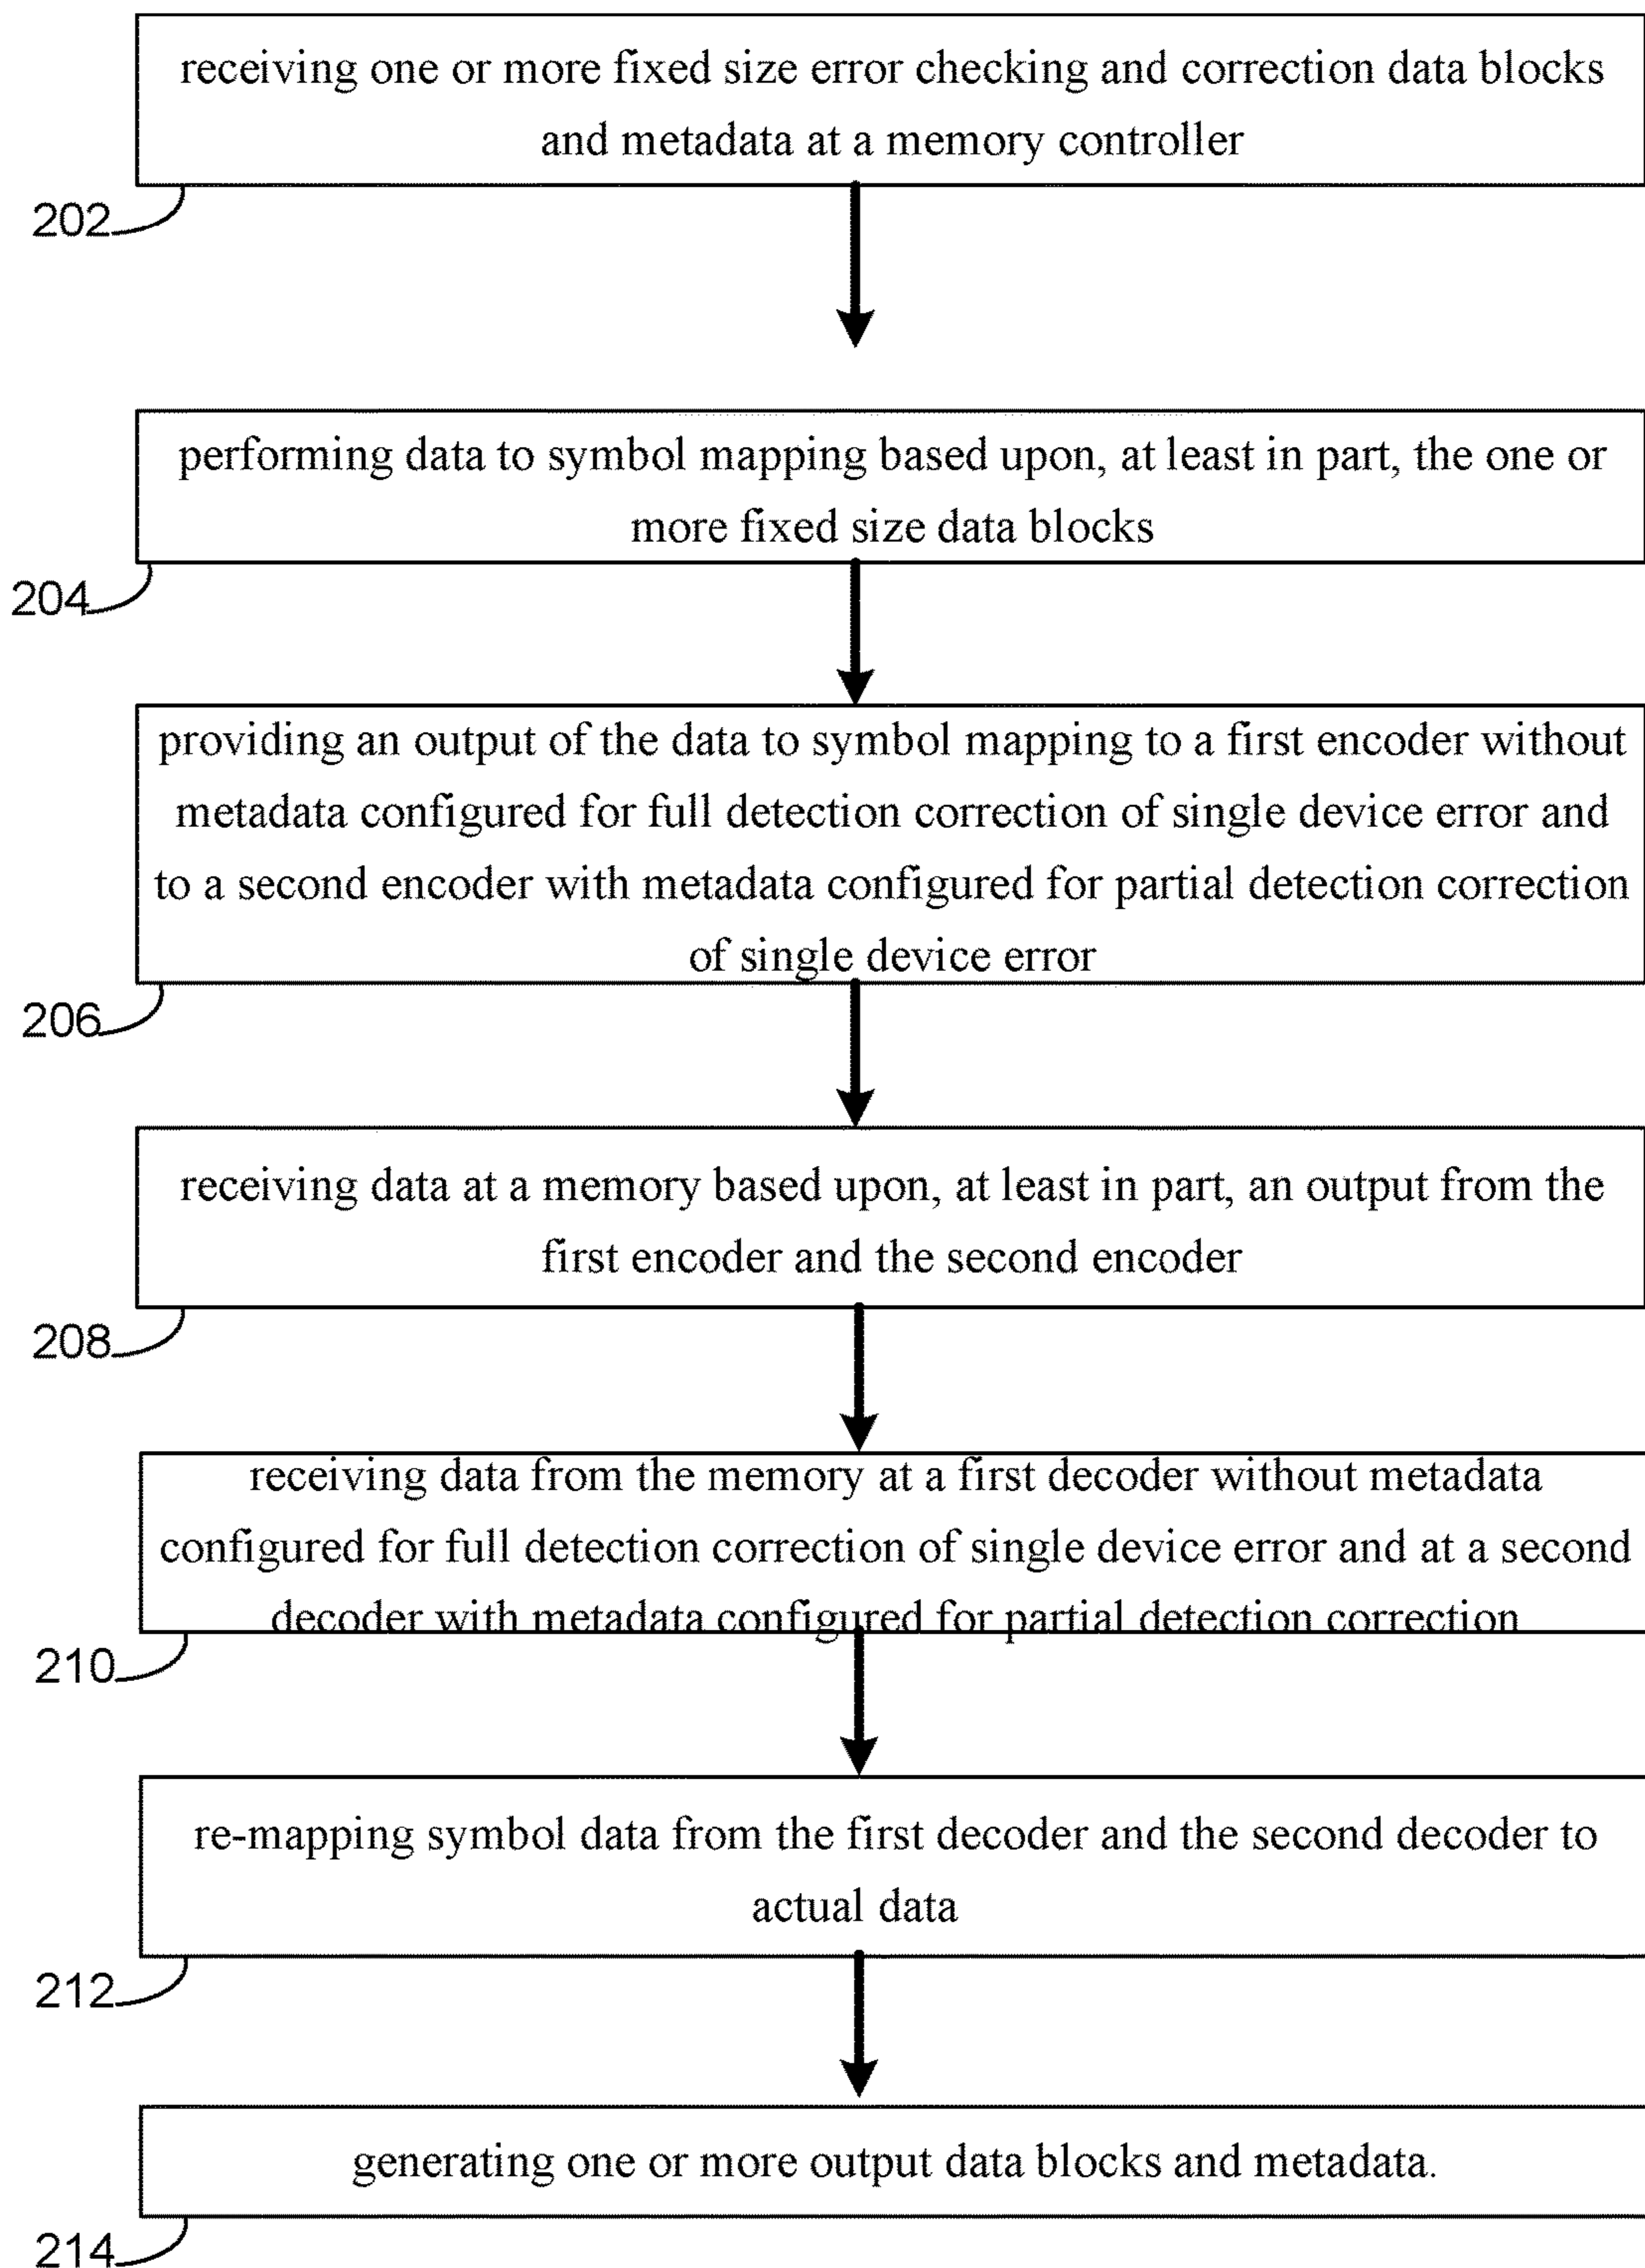 receiving one or more fixed size error checking and correction data blocks
and metadata at a memory controller
202
performing data to symbol mapping based upon, at least in part, the one or
more fixed size data blocks
204
providing an output of the data to symbol mapping to a first encoder without
metadata configured for full detection correction of single device error and
to a second encoder with metadata configured for partial detection correction
of single device error
206
receiving data at a memory based upon, at least in part, an output from the
first encoder and the second encoder
208
receiving data from the memory at a first decoder without metadata
configured for full detection correction of single device error and at a second
decoder with metadata configured for partial detection correction
210
re-mapping symbol data from the first decoder and the second decoder to
actual data
212
generating one or more output data blocks and metadata.
214